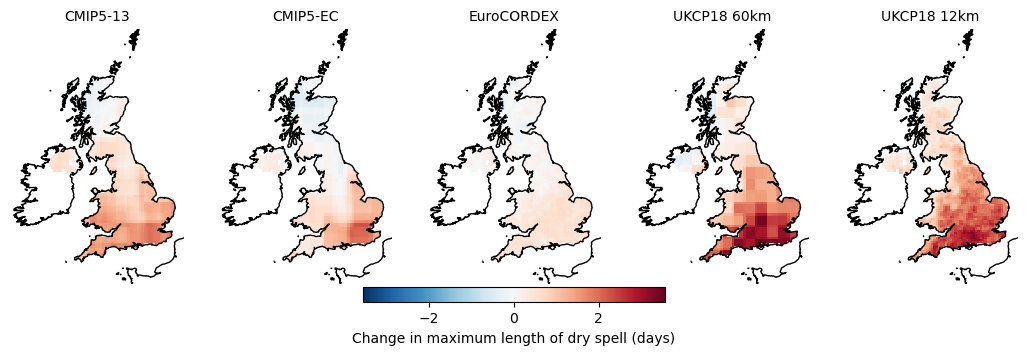 CMIP5-13 CMIP5-EC EuroCORDEX UKCP18 60km UKCP18 12km
−2 0 2
Change in maximum length of dry spell (days)